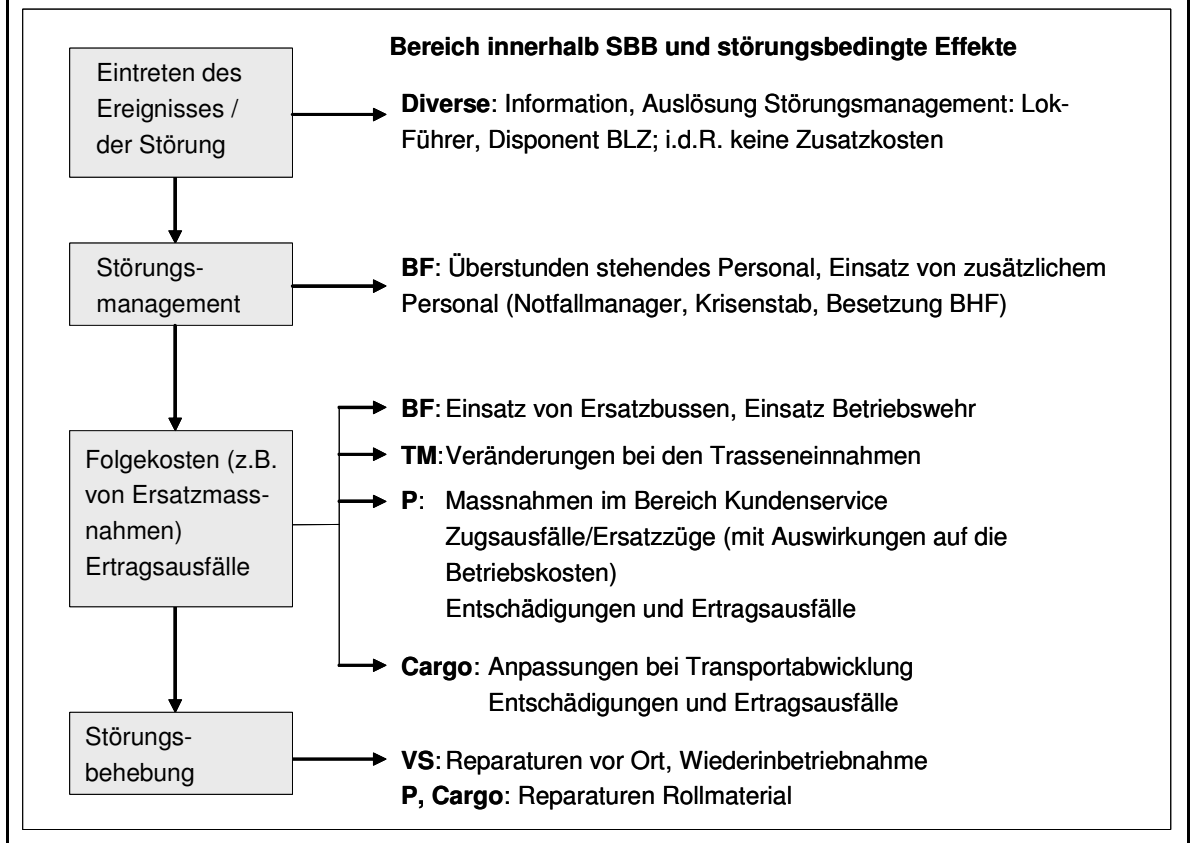 Bereich innerhalb SBB und störungsbedingte Effekte
Eintreten des
Ereignisses /
der Störung
Diverse: Information, Auslösung Störungsmanagement: Lok-
Führer, Disponent BLZ; i.d.R. keine Zusatzkosten
Störungs-
management
BF: Überstunden stehendes Personal, Einsatz von zusätzlichem
Personal (Notfallmanager, Krisenstab, Besetzung BHF)
Folgekosten (z.B.
von Ersatzmass-
nahmen)
Ertragsausfälle
BF: Einsatz von Ersatzbussen, Einsatz Betriebswehr
TM: Veränderungen bei den Trasseneinnahmen
P: Massnahmen im Bereich Kundenservice
Zugsausfälle/Ersatzzüge (mit Auswirkungen auf die
Betriebskosten)
Entschädigungen und Ertragsausfälle
Cargo: Anpassungen bei Transportabwicklung
Entschädigungen und Ertragsausfälle
Störungs-
behebung
VS: Reparaturen vor Ort, Wiederinbetriebnahme
P, Cargo: Reparaturen Rollmaterial